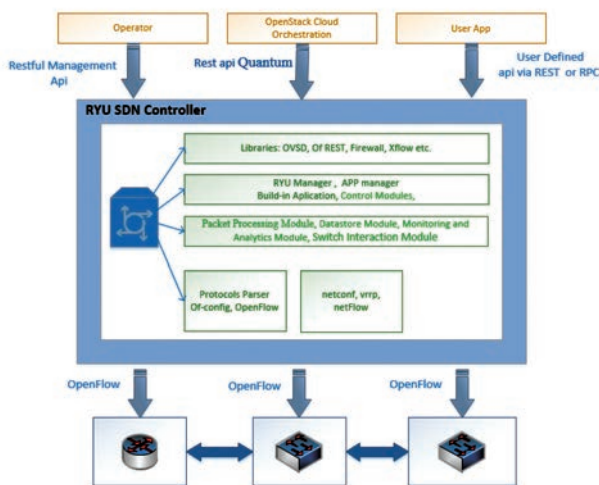 Operator
OpenStack Cloud
Orchestration
User App
Restful Management
Api
Rest api Quantum
User Defined
api via REST or RPC
RYU SDN Controller
Libraries: OVSD, Of REST, Firewall, Xflow etc.
RYU Manager , APP manager
Build-in Aplication, Control Modules,
Packet Processing Module, Datastore Module, Monitoring and
Analytics Module, Switch Interaction Module
Protocols Parser
Of-config, OpenFlow
netconf, vrrp,
netFlow
OpenFlow
OpenFlow
OpenFlow